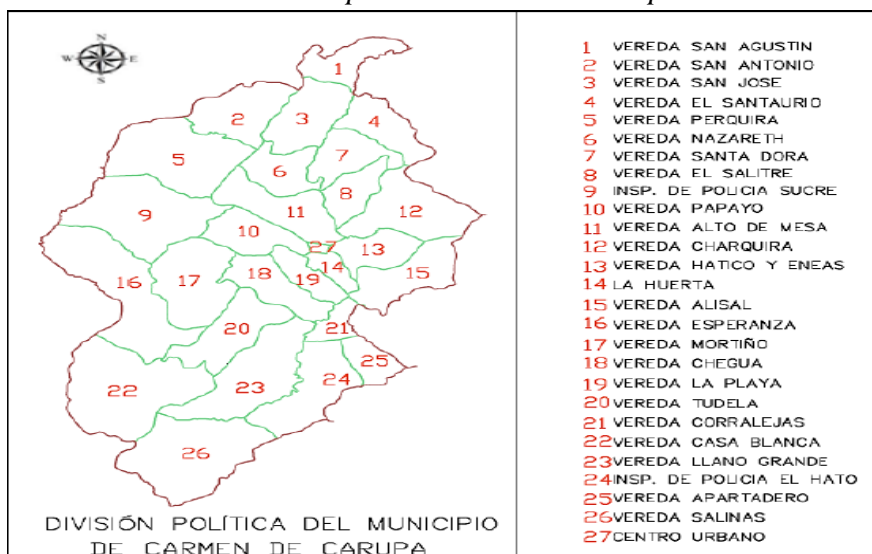 N
W E
S
1
2
3
4
5
6
7
8
9
10
11
12
27
13
14
15
16
17
18
19
20
21
22
23
24
25
26
DIVISIÓN POLÍTICA DEL MUNICIPIO
DE CARMEN DE CARUPA
1 VEREDA SAN AGUSTIN
2 VEREDA SAN ANTONIO
3 VEREDA SAN JOSE
4 VEREDA EL SANTAURIO
5 VEREDA PERQUIRA
6 VEREDA NAZARETH
7 VEREDA SANTA DORA
8 VEREDA EL SALITRE
9 INSP. DE POLICIA SUCRE
10 VEREDA PAPAYO
11 VEREDA ALTO DE MESA
12 VEREDA CHARQUIRA
13 VEREDA HATICO Y ENEAS
14 LA HUERTA
15 VEREDA ALISAL
16 VEREDA ESPERANZA
17 VEREDA MORTIÑO
18 VEREDA CHEGUA
19 VEREDA LA PLAYA
20 VEREDA TUDELA
21 VEREDA CORRALEJAS
22 VEREDA CASA BLANCA
23 VEREDA LLANO GRANDE
24 INSP. DE POLICIA EL HATO
25 VEREDA APARTADERO
26 VEREDA SALINAS
27 CENTRO URBANO